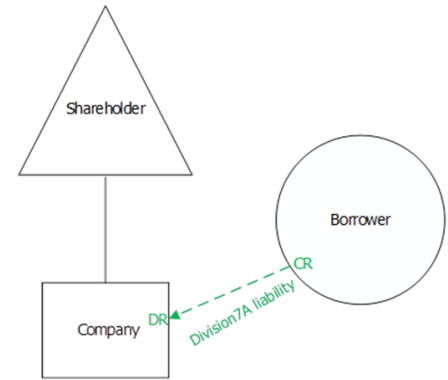 Shareholder
Borrower
CR
Division7A liability
DR
Company